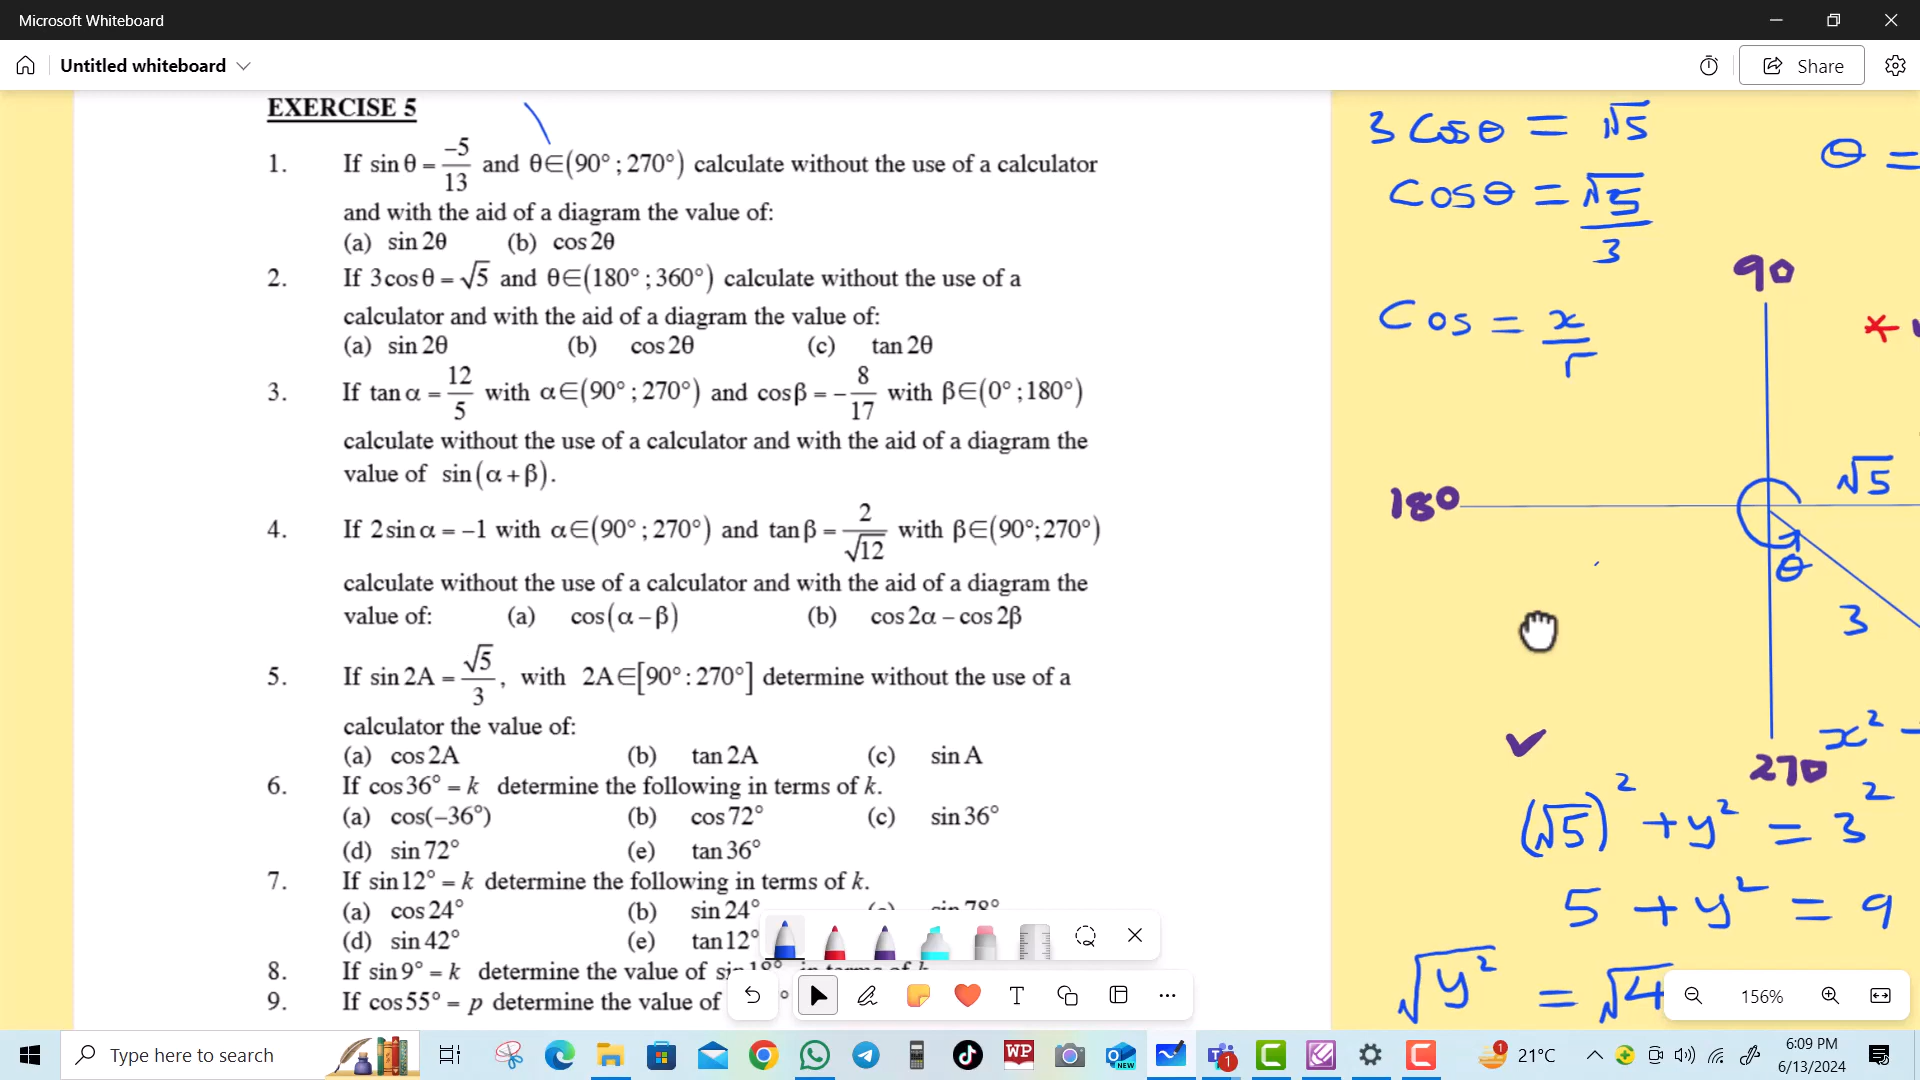 Microsoft Whiteboard
Untitled whiteboard
Share
EXERCISE 5
1. If sin θ = -5/13 and θ∈(90° ; 270°) calculate without the use of a calculator
and with the aid of a diagram the value of:
(a) sin 2θ (b) cos 2θ
2. If 3cos θ = √5 and θ∈(180° ; 360°) calculate without the use of a
calculator and with the aid of a diagram the value of:
(a) sin 2θ (b) cos 2θ (c) tan 2θ
3. If tan α = 12/5 with α∈(90° ; 270°) and cos β = -8/17 with β∈(0° ; 180°)
calculate without the use of a calculator and with the aid of a diagram the
value of sin(α + β).
4. If 2sin α = -1 with α∈(90° ; 270°) and tan β = 2/√12 with β∈(90°; 270°)
calculate without the use of a calculator and with the aid of a diagram the
value of: (a) cos(α – β) (b) cos 2α – cos 2β
5. If sin 2A = √5/3, with 2A∈[90° : 270°] determine without the use of a
calculator the value of:
(a) cos 2A (b) tan 2A (c) sin A
6. If cos 36° = k determine the following in terms of k.
(a) cos(–36°) (b) cos 72° (c) sin 36°
(d) sin 72° (e) tan 36°
7. If sin 12° = k determine the following in terms of k.
(a) cos 24° (b) sin 24° sin 78°
(d) sin 42° (e) tan 12°
8. If sin 9° = k determine the value of sin 18° in terms of k
9. If cos 55° = p determine the value of
3 Cos θ = √5
Cos θ = √5/3
θ =
90
Cos = x/r
*
180
√5
θ
3
x² -
270
(√5)² + y² = 3²
5 + y² = 9
√y² = √4
156%
Type here to search
WP
NEW
1
1
21°C
6:09 PM
6/13/2024